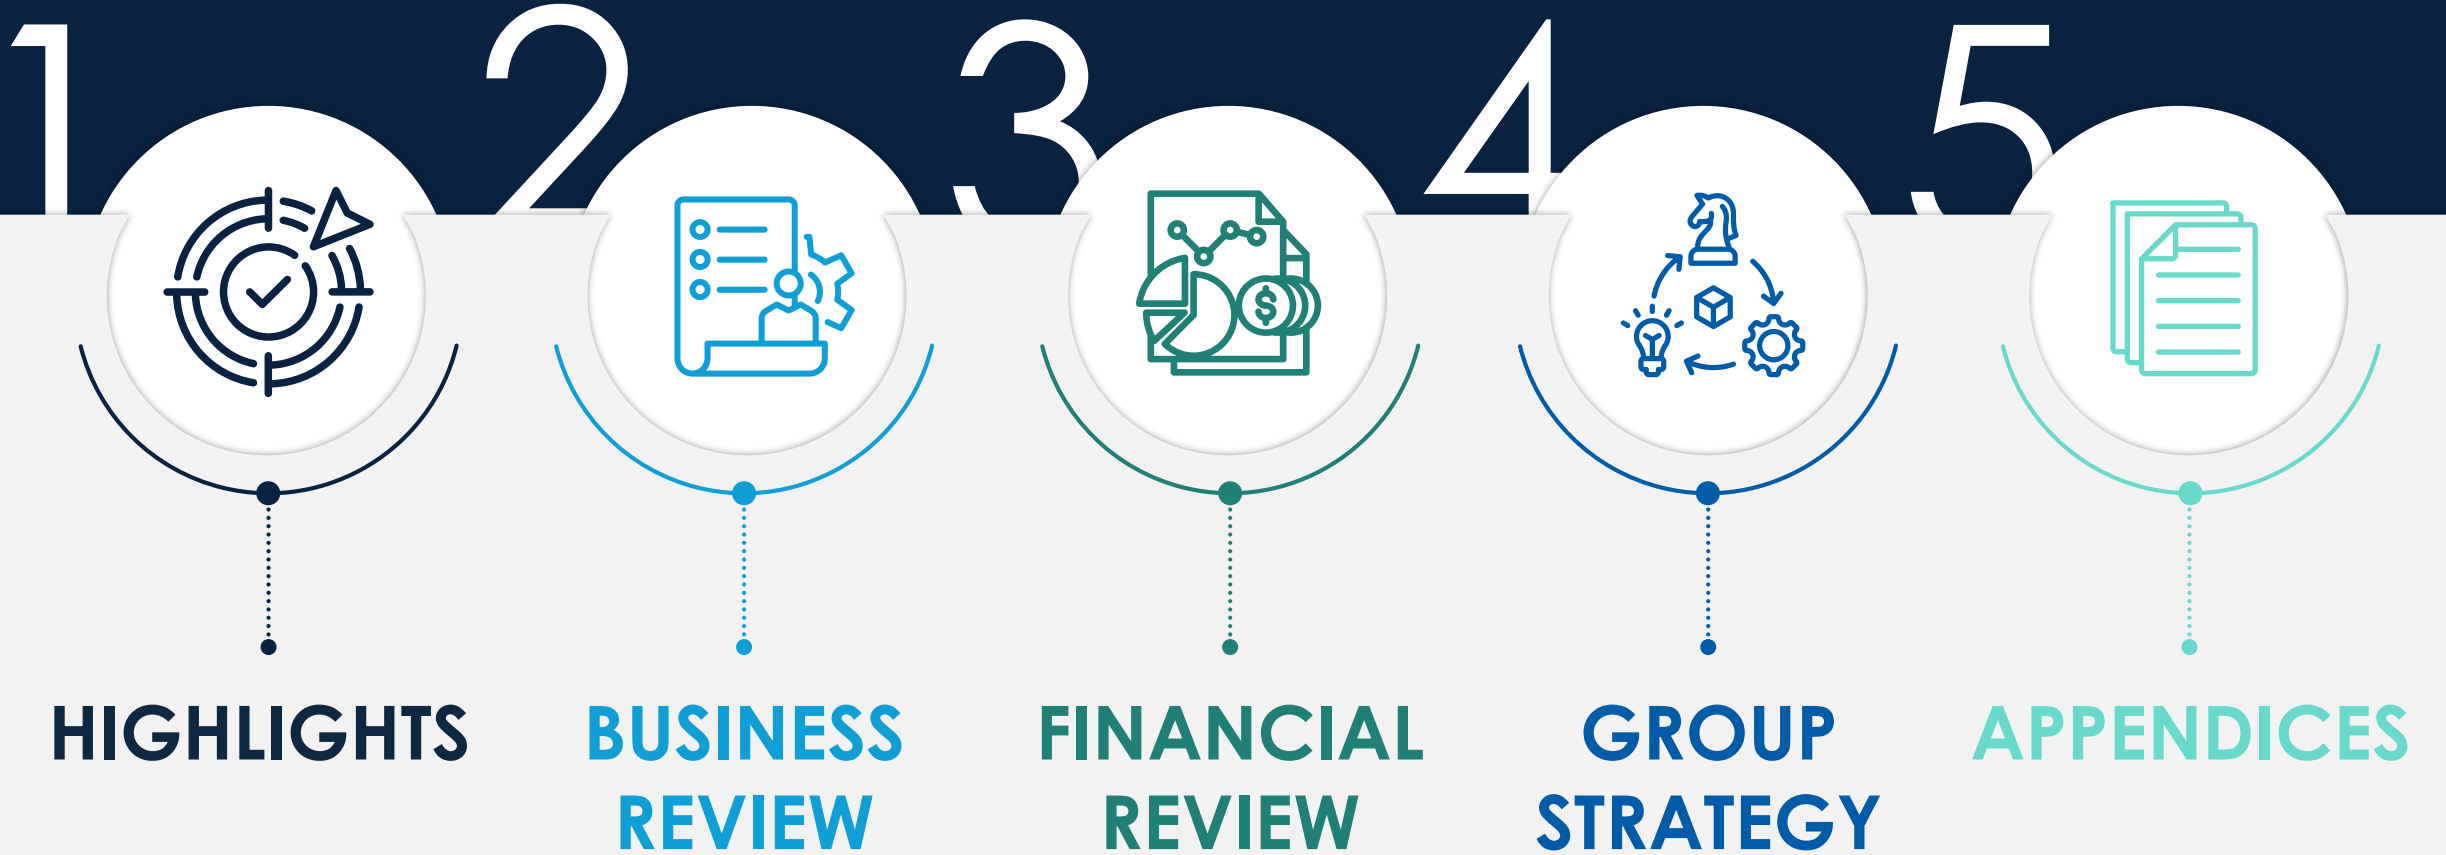 1 2 3 4 5
HIGHLIGHTS
BUSINESS
REVIEW
FINANCIAL
REVIEW
GROUP
STRATEGY
APPENDICES
$